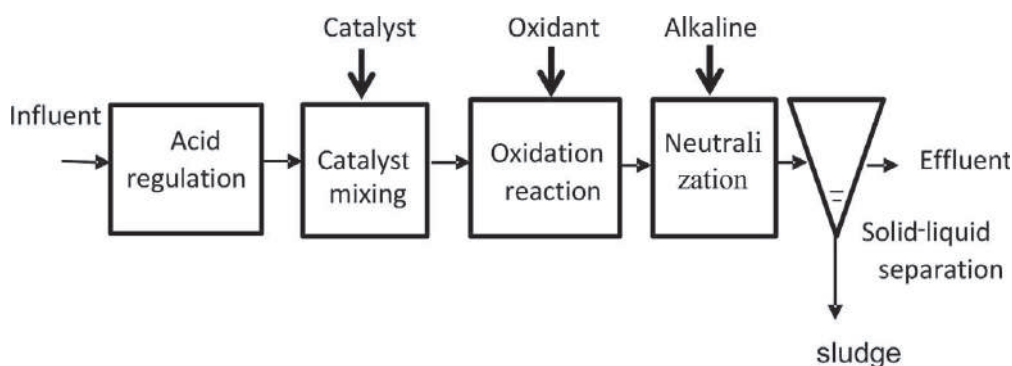 Catalyst
Oxidant
Alkaline
Influent
Acid
regulation
Catalyst
mixing
Oxidation
reaction
Neutrali
zation
Effluent
Solid-liquid
separation
sludge